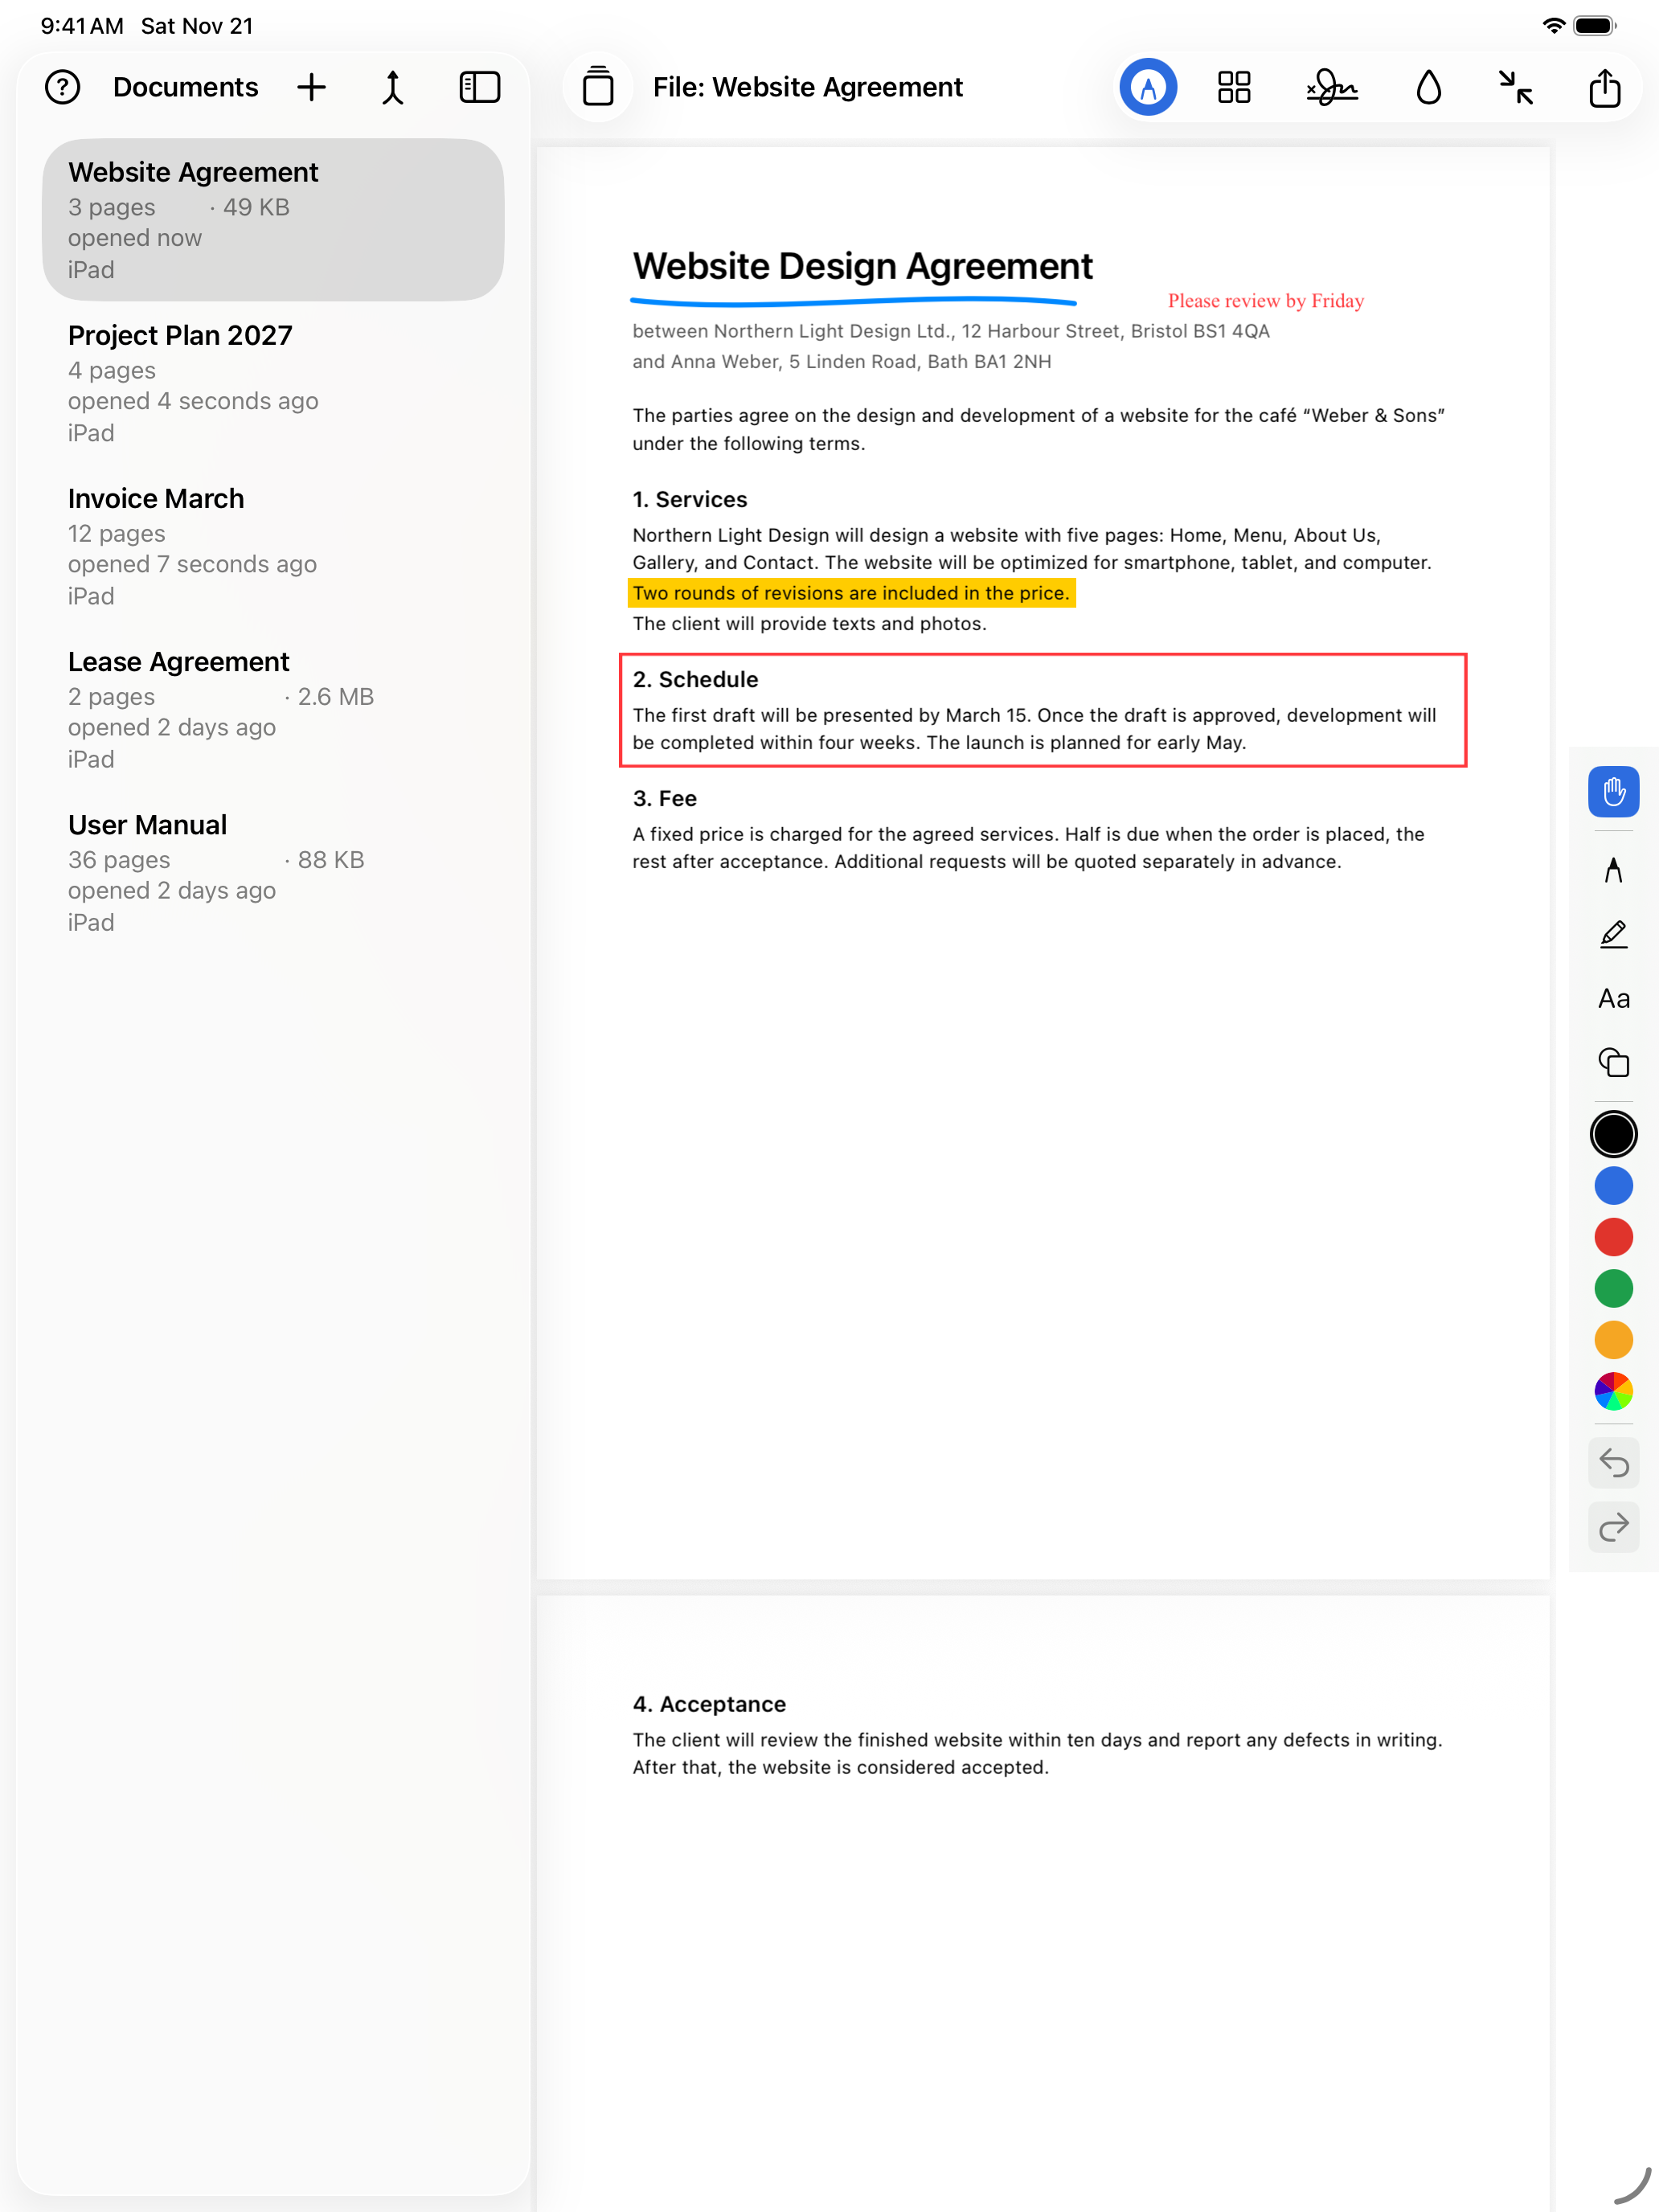 9:41 AM Sat Nov 21
Documents
Website Agreement
3 pages · 49 KB
opened now
iPad
Project Plan 2027
4 pages
opened 4 seconds ago
iPad
Invoice March
12 pages
opened 7 seconds ago
iPad
Lease Agreement
2 pages · 2.6 MB
opened 2 days ago
iPad
User Manual
36 pages · 88 KB
opened 2 days ago
iPad
File: Website Agreement
Website Design Agreement
Please review by Friday
between Northern Light Design Ltd., 12 Harbour Street, Bristol BS1 4QA
and Anna Weber, 5 Linden Road, Bath BA1 2NH
The parties agree on the design and development of a website for the café “Weber & Sons”
under the following terms.
1. Services
Northern Light Design will design a website with five pages: Home, Menu, About Us,
Gallery, and Contact. The website will be optimized for smartphone, tablet, and computer.
Two rounds of revisions are included in the price.
The client will provide texts and photos.
2. Schedule
The first draft will be presented by March 15. Once the draft is approved, development will
be completed within four weeks. The launch is planned for early May.
3. Fee
A fixed price is charged for the agreed services. Half is due when the order is placed, the
rest after acceptance. Additional requests will be quoted separately in advance.
4. Acceptance
The client will review the finished website within ten days and report any defects in writing.
After that, the website is considered accepted.
Aa